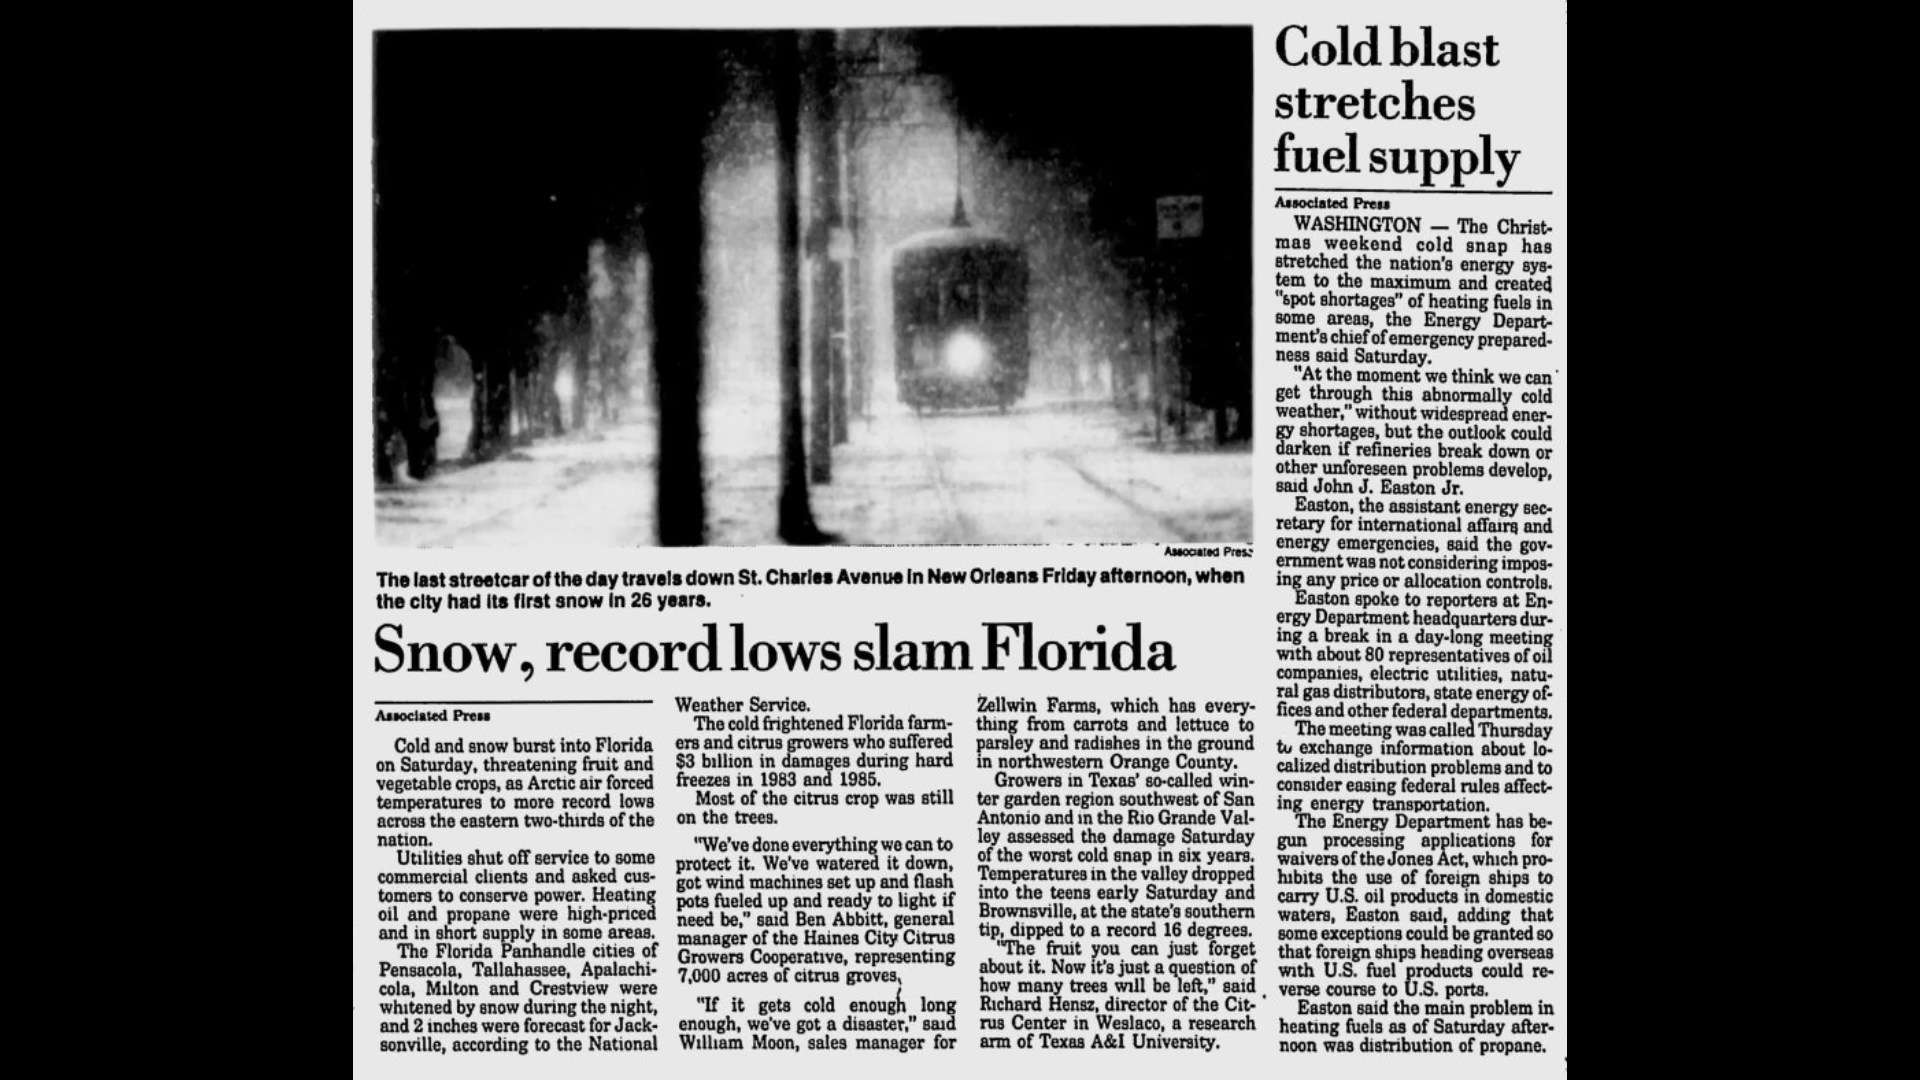 Associated Press
The last streetcar of the day travels down St. Charles Avenue in New Orleans Friday afternoon, when
the city had its first snow in 26 years.
Snow, record lows slam Florida
Associated Press
Cold and snow burst into Florida
on Saturday, threatening fruit and
vegetable crops, as Arctic air forced
temperatures to more record lows
across the eastern two-thirds of the
nation.
Utilities shut off service to some
commercial clients and asked cus-
tomers to conserve power. Heating
oil and propane were high-priced
and in short supply in some areas.
The Florida Panhandle cities of
Pensacola, Tallahassee, Apalachi-
cola, Milton and Crestview were
whitened by snow during the night,
and 2 inches were forecast for Jack-
sonville, according to the National
Weather Service.
The cold frightened Florida farm-
ers and citrus growers who suffered
$3 billion in damages during hard
freezes in 1983 and 1985.
Most of the citrus crop was still
on the trees.
"We've done everything we can to
protect it. We've watered it down,
got wind machines set up and flash
pots fueled up and ready to light if
need be," said Ben Abbitt, general
manager of the Haines City Citrus
Growers Cooperative, representing
7,000 acres of citrus groves,
"If it gets cold enough long
enough, we've got a disaster," said
William Moon, sales manager for
Zellwin Farms, which has every-
thing from carrots and lettuce to
parsley and radishes in the ground
in northwestern Orange County.
Growers in Texas' so-called win-
ter garden region southwest of San
Antonio and in the Rio Grande Val-
ley assessed the damage Saturday
of the worst cold snap in six years.
Temperatures in the valley dropped
into the teens early Saturday and
Brownsville, at the state's southern
tip, dipped to a record 16 degrees.
"The fruit you can just forget
about it. Now it's just a question of
how many trees will be left," said
Richard Hensz, director of the Cit-
rus Center in Weslaco, a research
arm of Texas A&I University.
Cold blast
stretches
fuel supply
Associated Press
WASHINGTON — The Christ-
mas weekend cold snap has
stretched the nation's energy sys-
tem to the maximum and created
"spot shortages" of heating fuels in
some areas, the Energy Depart-
ment's chief of emergency prepared-
ness said Saturday.
"At the moment we think we can
get through this abnormally cold
weather," without widespread ener-
gy shortages, but the outlook could
darken if refineries break down or
other unforeseen problems develop,
said John J. Easton Jr.
Easton, the assistant energy sec-
retary for international affairs and
energy emergencies, said the gov-
ernment was not considering impos-
ing any price or allocation controls.
Easton spoke to reporters at En-
ergy Department headquarters dur-
ing a break in a day-long meeting
with about 80 representatives of oil
companies, electric utilities, natu-
ral gas distributors, state energy of-
fices and other federal departments.
The meeting was called Thursday
to exchange information about lo-
calized distribution problems and to
consider easing federal rules affect-
ing energy transportation.
The Energy Department has be-
gun processing applications for
waivers of the Jones Act, which pro-
hibits the use of foreign ships to
carry U.S. oil products in domestic
waters, Easton said, adding that
some exceptions could be granted so
that foreign ships heading overseas
with U.S. fuel products could re-
verse course to U.S. ports.
Easton said the main problem in
heating fuels as of Saturday after-
noon was distribution of propane.